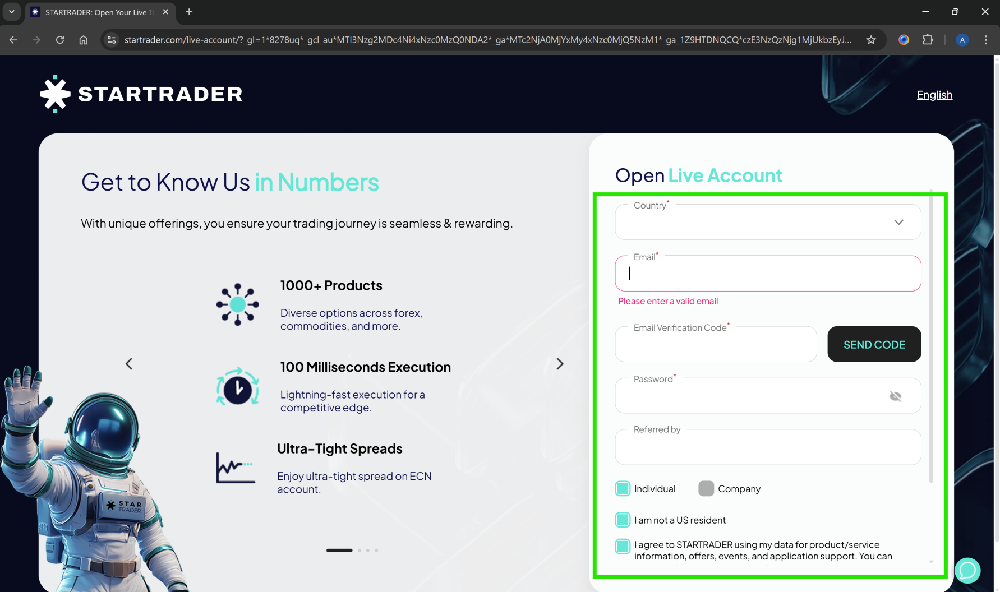 STARTRADER: Open Your Live Tr
startrader.com/live-account/?_gl=1*8278uq*_gcl_au*MTI3Nzg2MDc4Ni4xNzc0MzQ0NDA2*_ga*MTc2NjA0MjYxMy4xNzc0MjQ5NzM1*_ga_1Z9HTDNQCQ*czE3NzQzNjg1MjUkbzEyJ...
A
STARTRADER
English
Get to Know Us in Numbers
With unique offerings, you ensure your trading journey is seamless & rewarding.
1000+ Products
Diverse options across forex,
commodities, and more.
100 Milliseconds Execution
Lightning-fast execution for a
competitive edge.
Ultra-Tight Spreads
Enjoy ultra-tight spread on ECN
account.
STAR
TRADER
Open Live Account
Country*
Email*
Please enter a valid email
Email Verification Code*
SEND CODE
Password*
Referred by
Individual
Company
I am not a US resident
I agree to STARTRADER using my data for product/service
information, offers, events, and application support. You can